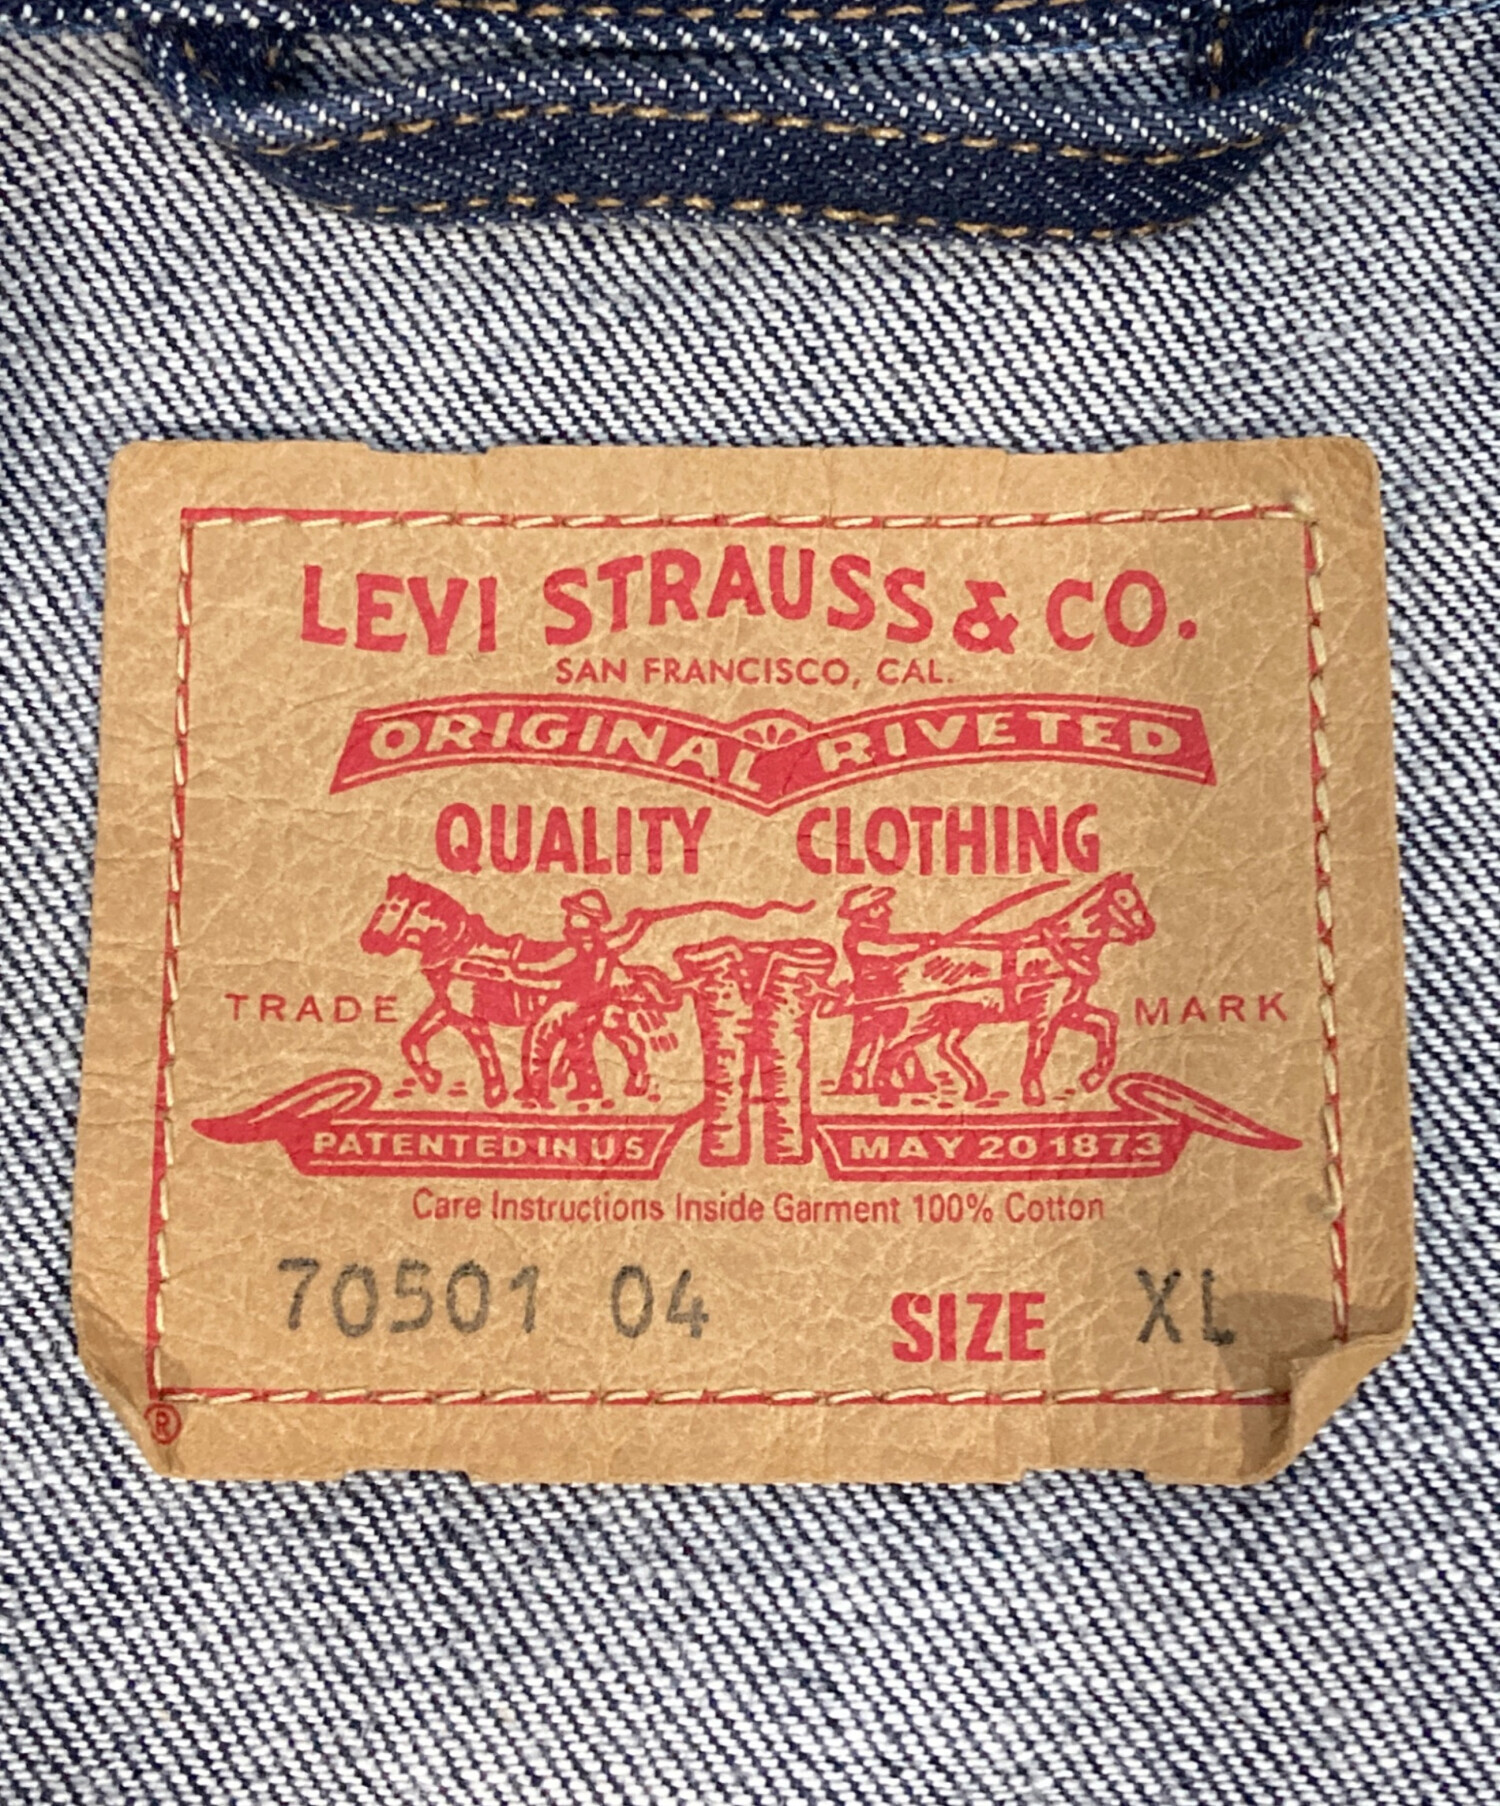 LEVI STRAUSS & CO.
SAN FRANCISCO, CAL.
ORIGINAL RIVETED
QUALITY CLOTHING
TRADE MARK
PATENTED IN US MAY 20 1873
Care Instructions Inside Garment 100% Cotton
70501 04 SIZE XL
®